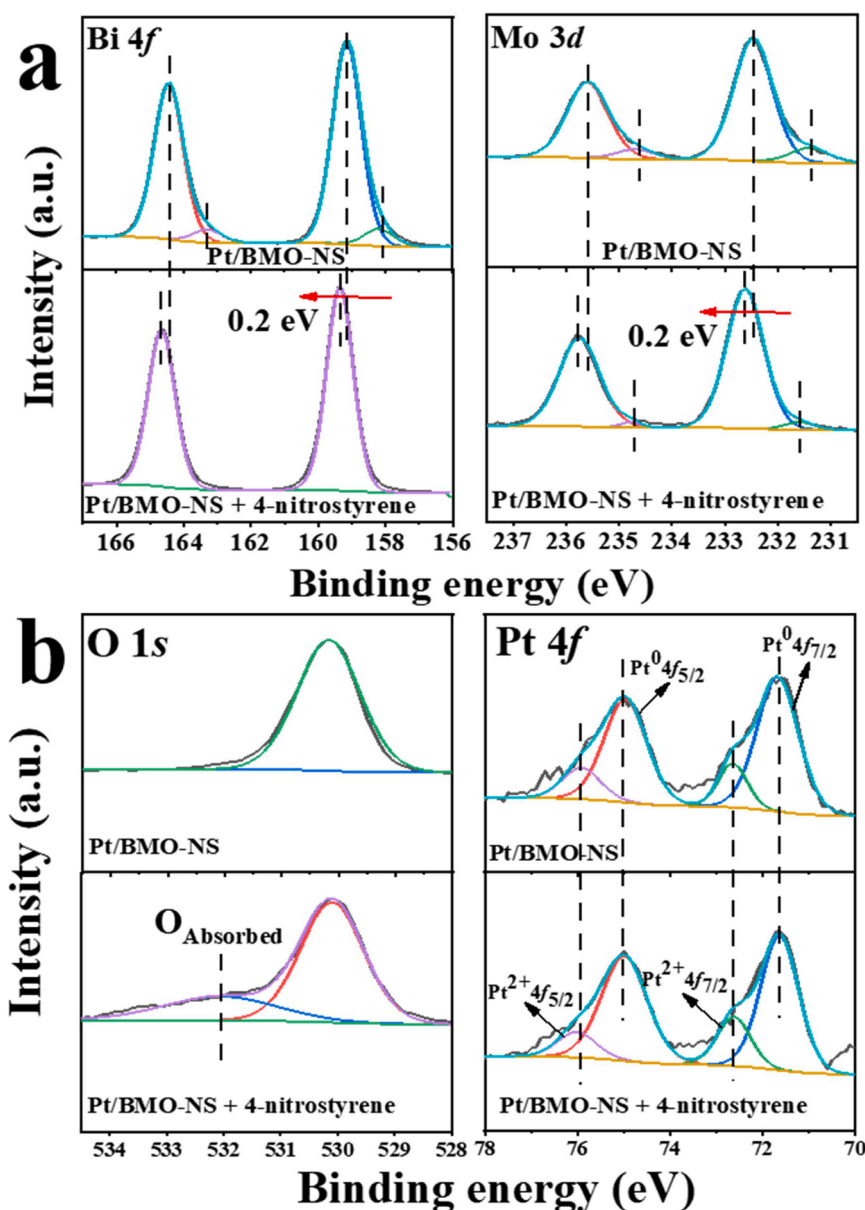 a
Bi 4f
Mo 3d
Pt/BMO-NS
Pt/BMO-NS
0.2 eV
0.2 eV
Pt/BMO-NS + 4-nitrostyrene
Pt/BMO-NS + 4-nitrostyrene
166 164 162 160 158 156
237 236 235 234 233 232 231
Intensity (a.u.)
Binding energy (eV)
b
O 1s
Pt 4f
Pt⁰4f5/2
Pt⁰4f7/2
Pt/BMO-NS
Pt/BMO-NS
OAbsorbed
Pt²⁺4f5/2
Pt²⁺4f7/2
Pt/BMO-NS + 4-nitrostyrene
Pt/BMO-NS + 4-nitrostyrene
534 533 532 531 530 529 528
78 76 74 72 70
Intensity (a.u.)
Binding energy (eV)